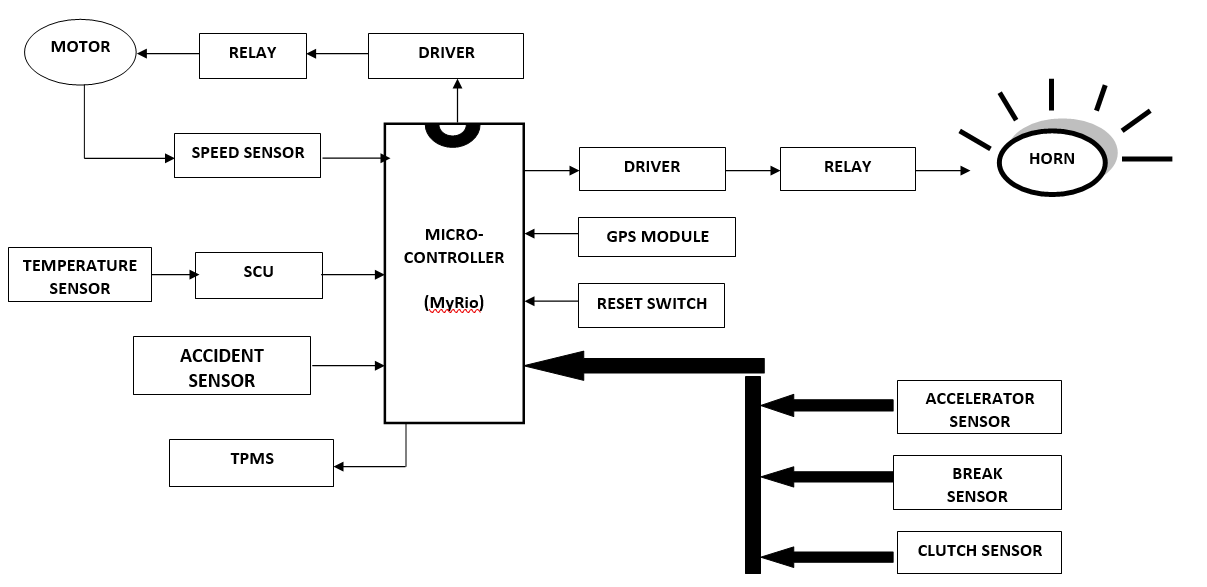 MOTOR
RELAY
DRIVER
SPEED SENSOR
DRIVER
RELAY
HORN
MICRO-
CONTROLLER
(MyRio)
GPS MODULE
TEMPERATURE
SENSOR
SCU
RESET SWITCH
ACCIDENT
SENSOR
ACCELERATOR
SENSOR
TPMS
BREAK
SENSOR
CLUTCH SENSOR